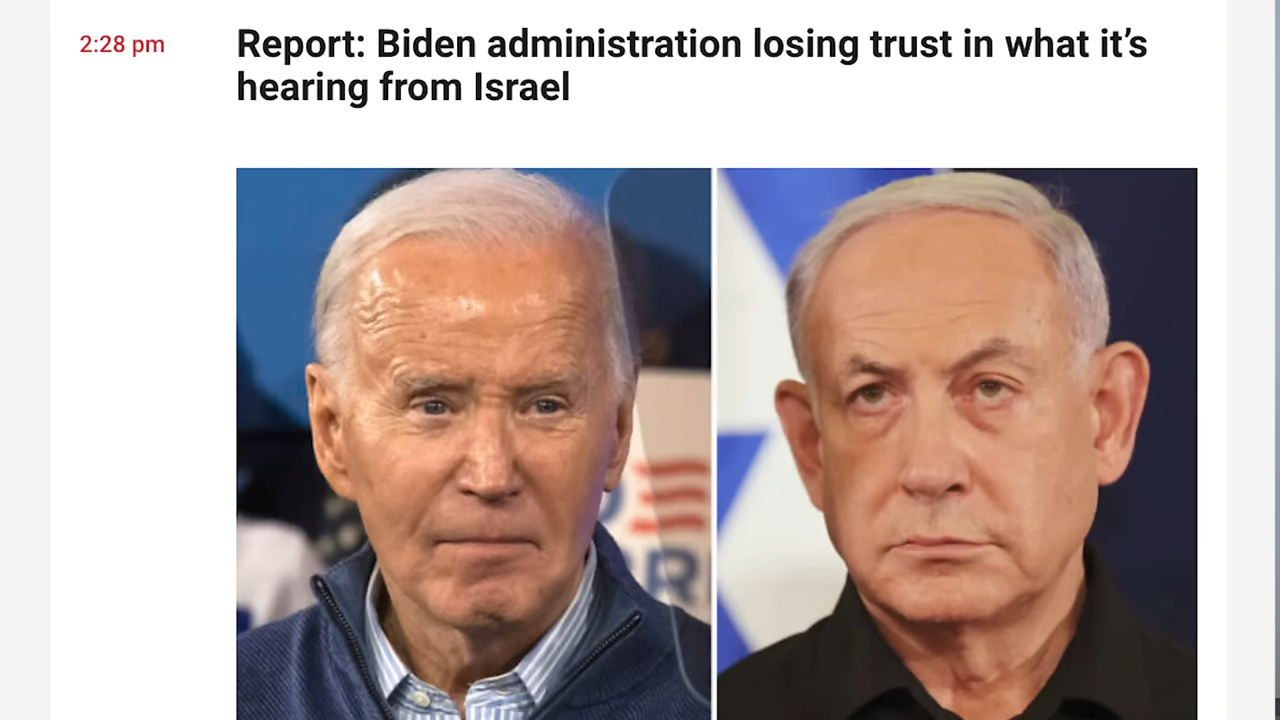 2:28 pm
Report: Biden administration losing trust in what it’s
hearing from Israel
R